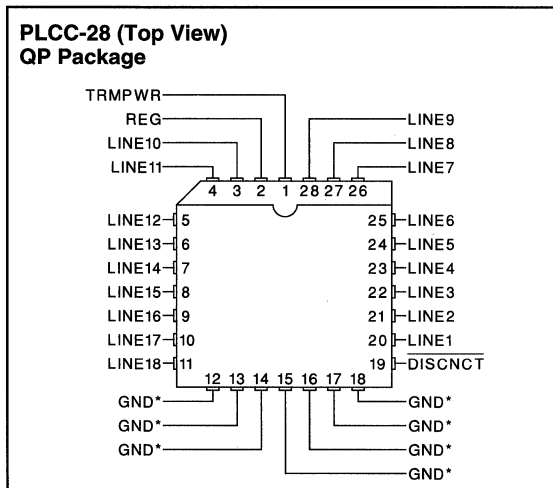 PLCC-28 (Top View)
QP Package
TRMPWR
REG
LINE9
LINE10
LINE8
LINE11
LINE7
4 3 2 1 28 27 26
LINE12 5
25 LINE6
LINE13 6
24 LINE5
LINE14 7
23 LINE4
LINE15 8
22 LINE3
LINE16 9
21 LINE2
LINE17 10
20 LINE1
LINE18 11
19 DISCNCT
12 13 14 15 16 17 18
GND*
GND*
GND*
GND*
GND*
GND*
GND*